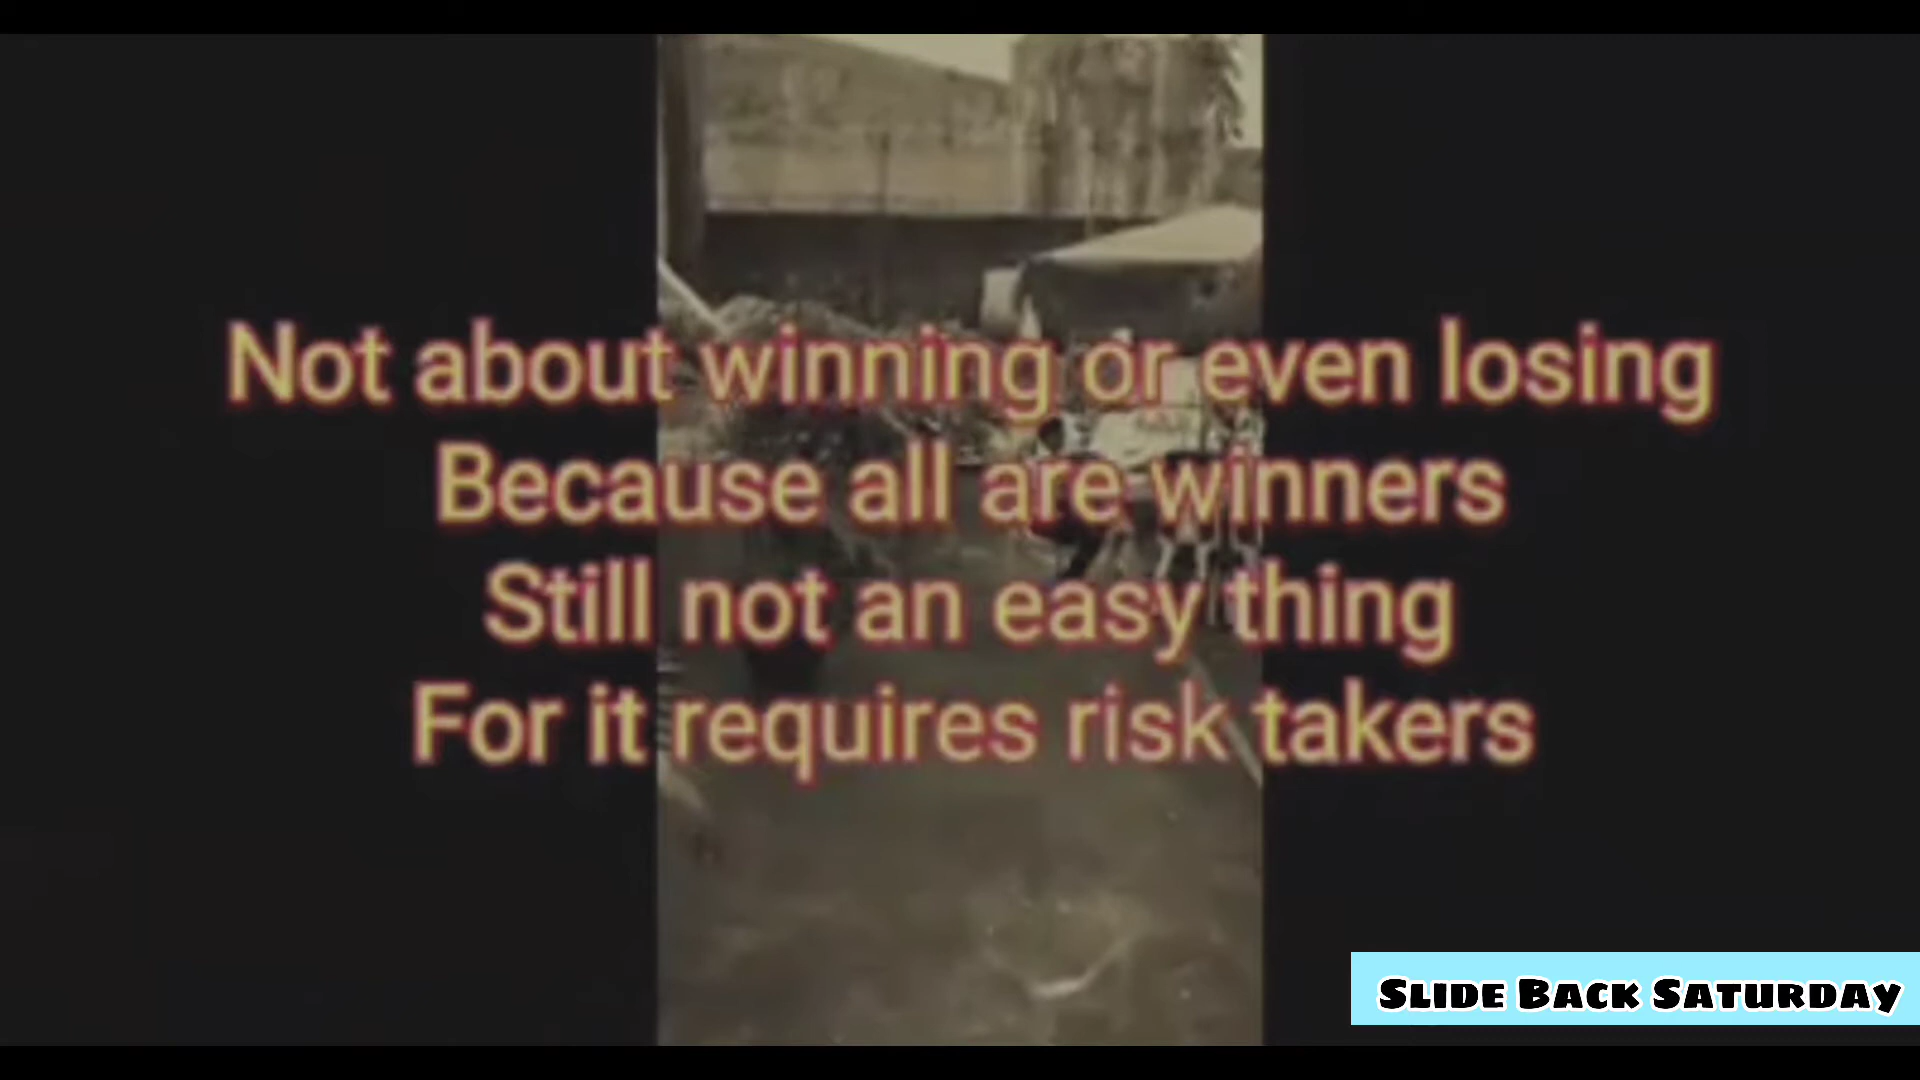 Not about winning or even losing
Because all are winners
Still not an easy thing
For it requires risk takers
Slide Back Saturday